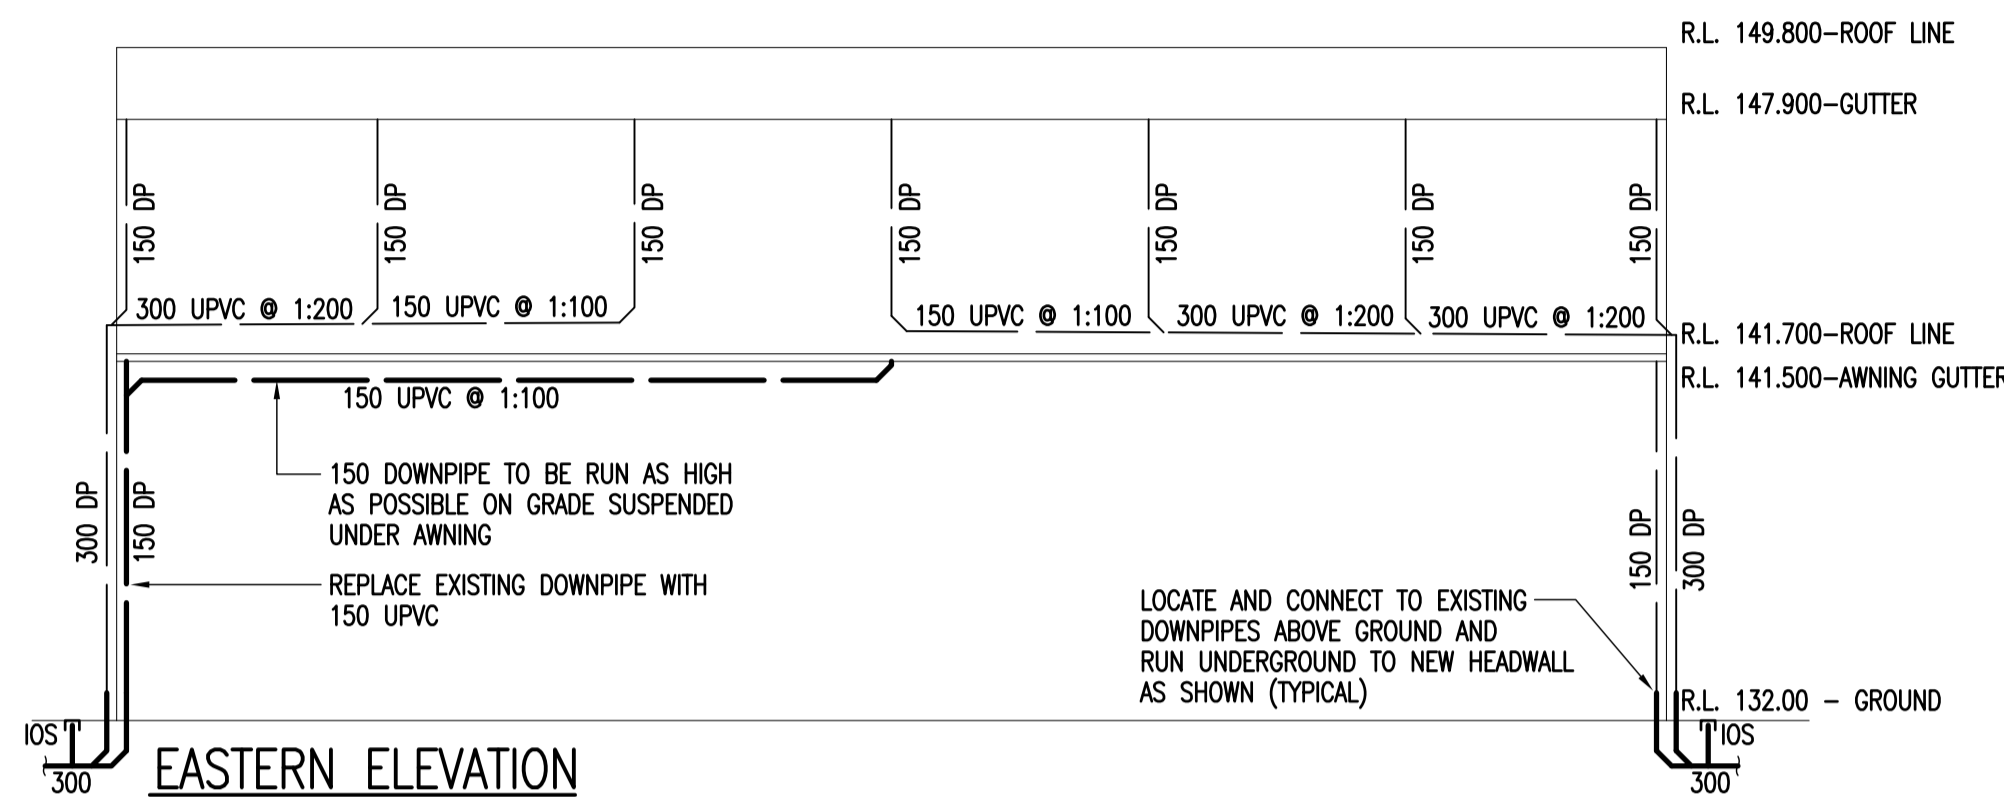 R.L. 149.800-ROOF LINE
R.L. 147.900-GUTTER
150 DP
150 DP
150 DP
150 DP
150 DP
150 DP
150 DP
300 UPVC @ 1:200
150 UPVC @ 1:100
150 UPVC @ 1:100
300 UPVC @ 1:200
300 UPVC @ 1:200
R.L. 141.700-ROOF LINE
R.L. 141.500-AWNING GUTTER
150 UPVC @ 1:100
150 DOWNPIPE TO BE RUN AS HIGH
AS POSSIBLE ON GRADE SUSPENDED
UNDER AWNING
300 DP
150 DP
150 DP
300 DP
REPLACE EXISTING DOWNPIPE WITH
150 UPVC
LOCATE AND CONNECT TO EXISTING
DOWNPIPES ABOVE GROUND AND
RUN UNDERGROUND TO NEW HEADWALL
AS SHOWN (TYPICAL)
R.L. 132.00 - GROUND
IOS
IOS
300
300
EASTERN ELEVATION